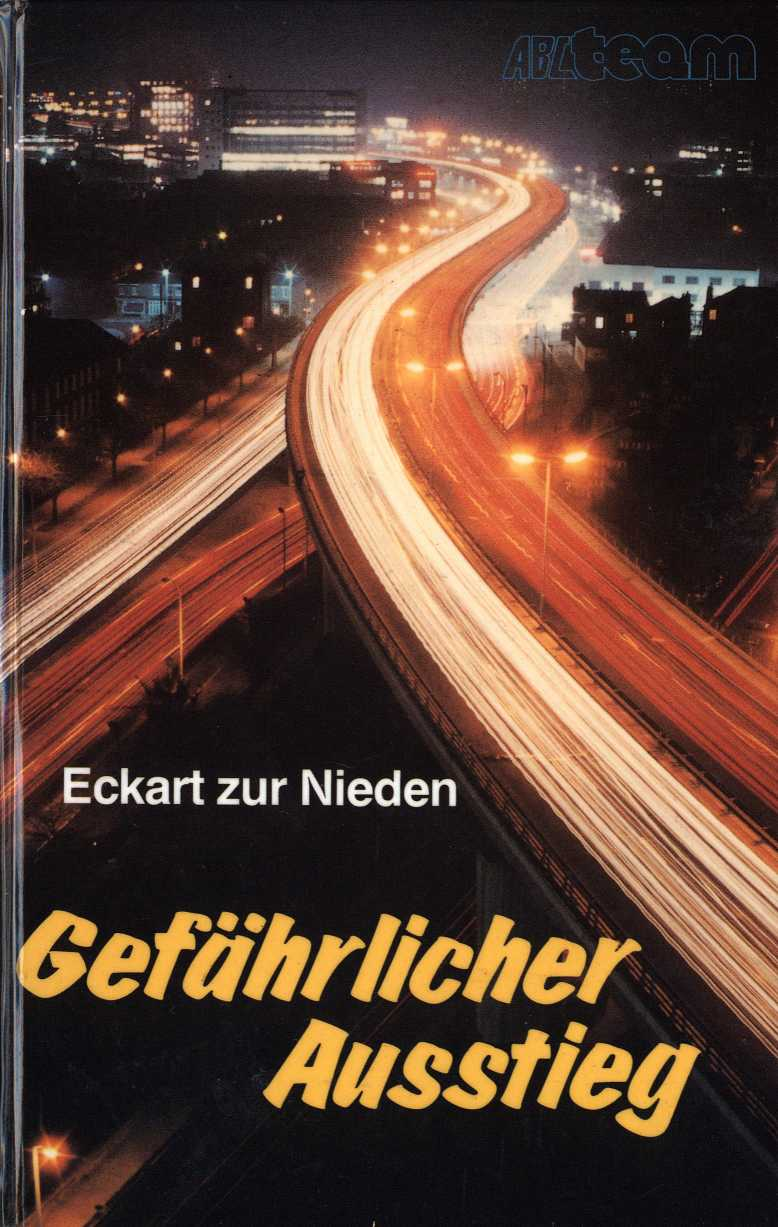 ABCteam
Eckart zur Nieden
Gefährlicher
Ausstieg